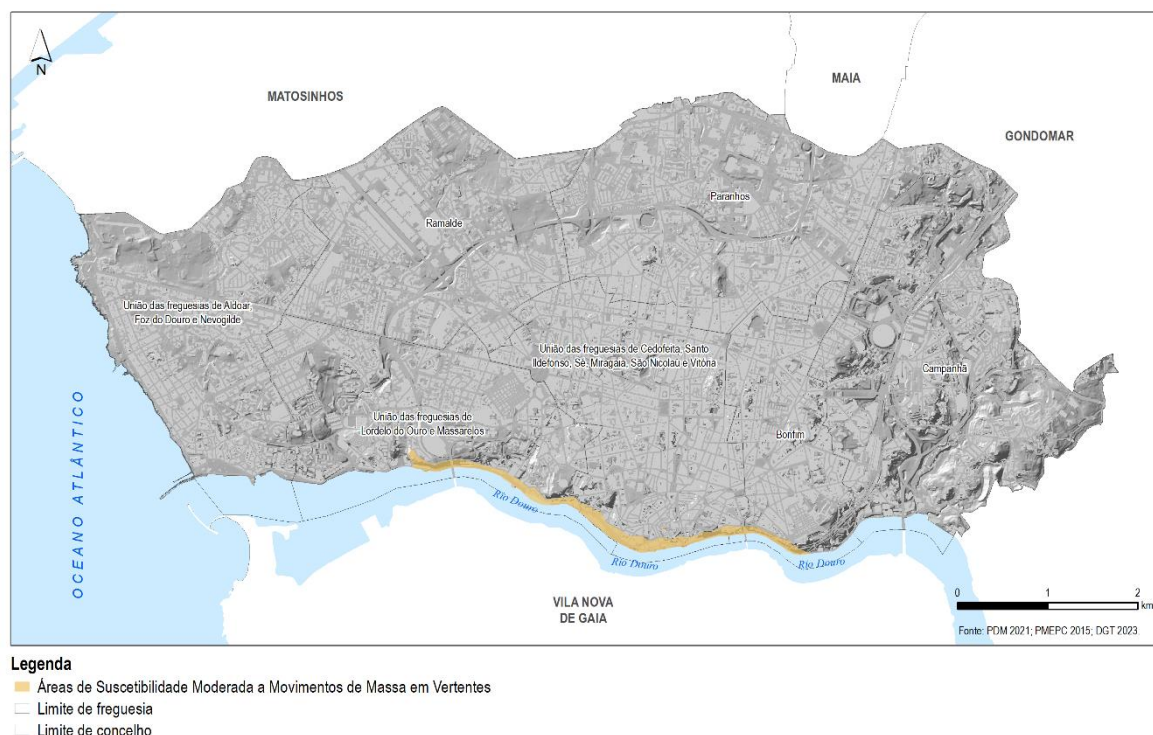 N
MATOSINHOS
MAIA
GONDOMAR
Paranhos
Ramalde
União das freguesias de Aldoar,
Foz do Douro e Nevogilde
União das freguesias de Cedofeita, Santo
Ildefonso, Sé, Miragaia, São Nicolau e Vitória
Campanhã
União das freguesias de
Lordelo do Ouro e Massarelos
Bonfim
OCEANO ATLÂNTICO
Rio Douro
Rio Douro
Rio Douro
VILA NOVA
DE GAIA
0 1 2
km
Fonte: PDM 2021; PMEPC 2015; DGT 2023
Legenda
Áreas de Suscetibilidade Moderada a Movimentos de Massa em Vertentes
Limite de freguesia
Limite de concelho